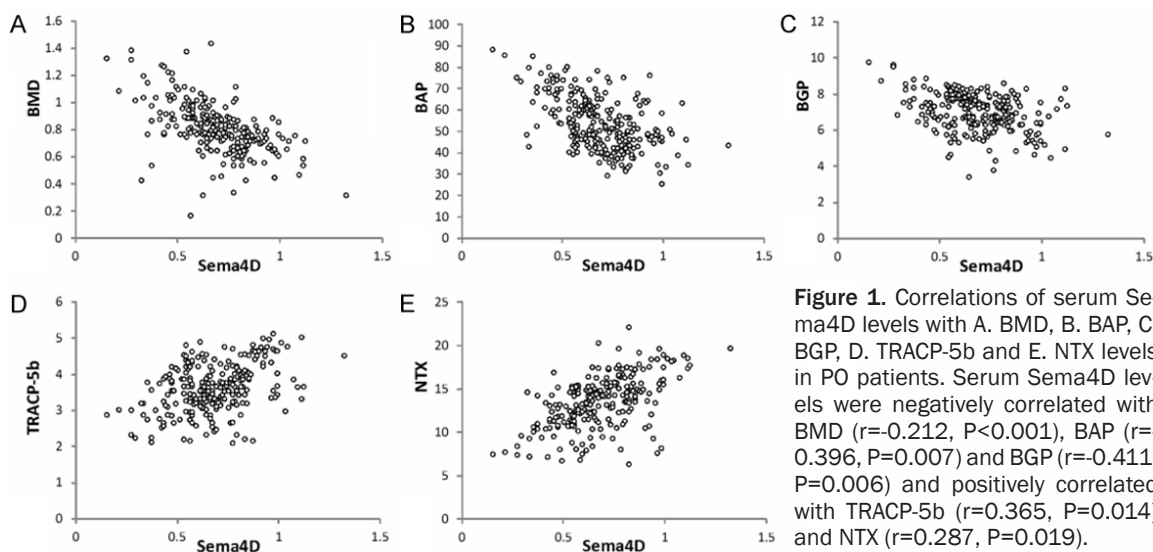 A
1.6
1.4
1.2
1
0.8
0.6
0.4
0.2
0
BMD
0
0.5
1
1.5
Sema4D
B
100
90
80
70
60
50
40
30
20
10
0
BAP
0
0.5
1
1.5
Sema4D
C
12
10
8
6
4
2
0
BGP
0
0.5
1
1.5
Sema4D
D
6
5
4
3
2
1
0
TRACP-5b
0
0.5
1
1.5
Sema4D
E
25
20
15
10
5
0
NTX
0
0.5
1
1.5
Sema4D
Figure 1. Correlations of serum Se-
ma4D levels with A. BMD, B. BAP, C.
BGP, D. TRACP-5b and E. NTX levels
in PO patients. Serum Sema4D lev-
els were negatively correlated with
BMD (r=-0.212, P<0.001), BAP (r=-
0.396, P=0.007) and BGP (r=-0.411,
P=0.006) and positively correlated
with TRACP-5b (r=0.365, P=0.014)
and NTX (r=0.287, P=0.019).